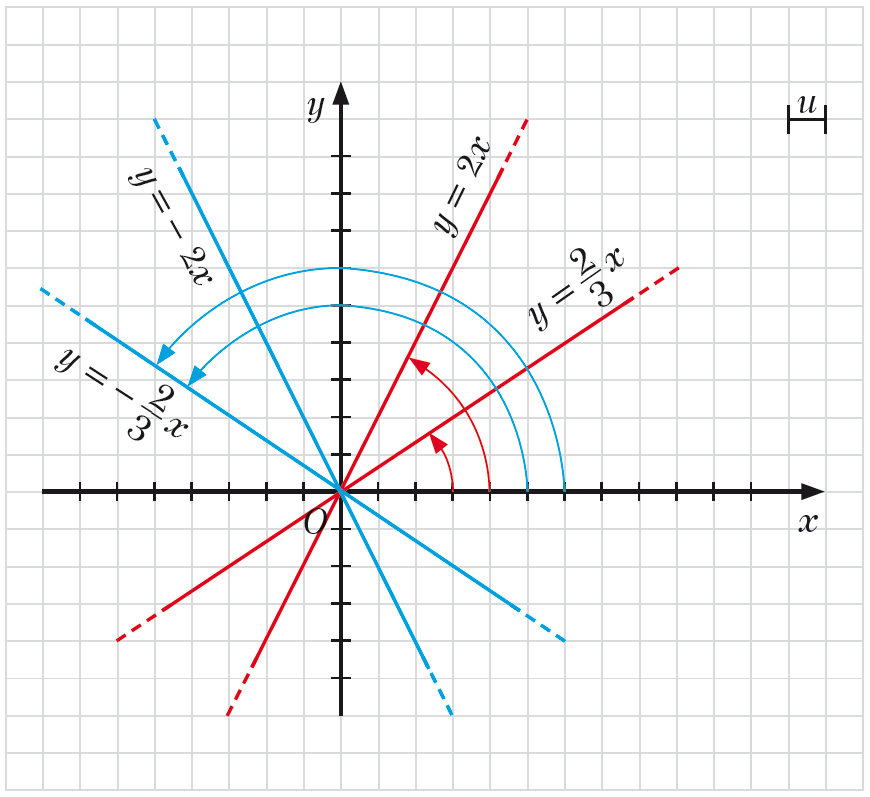 u
y
y = 2x
y = - 2x
y = 2/3 x
y = - 2/3 x
O
x